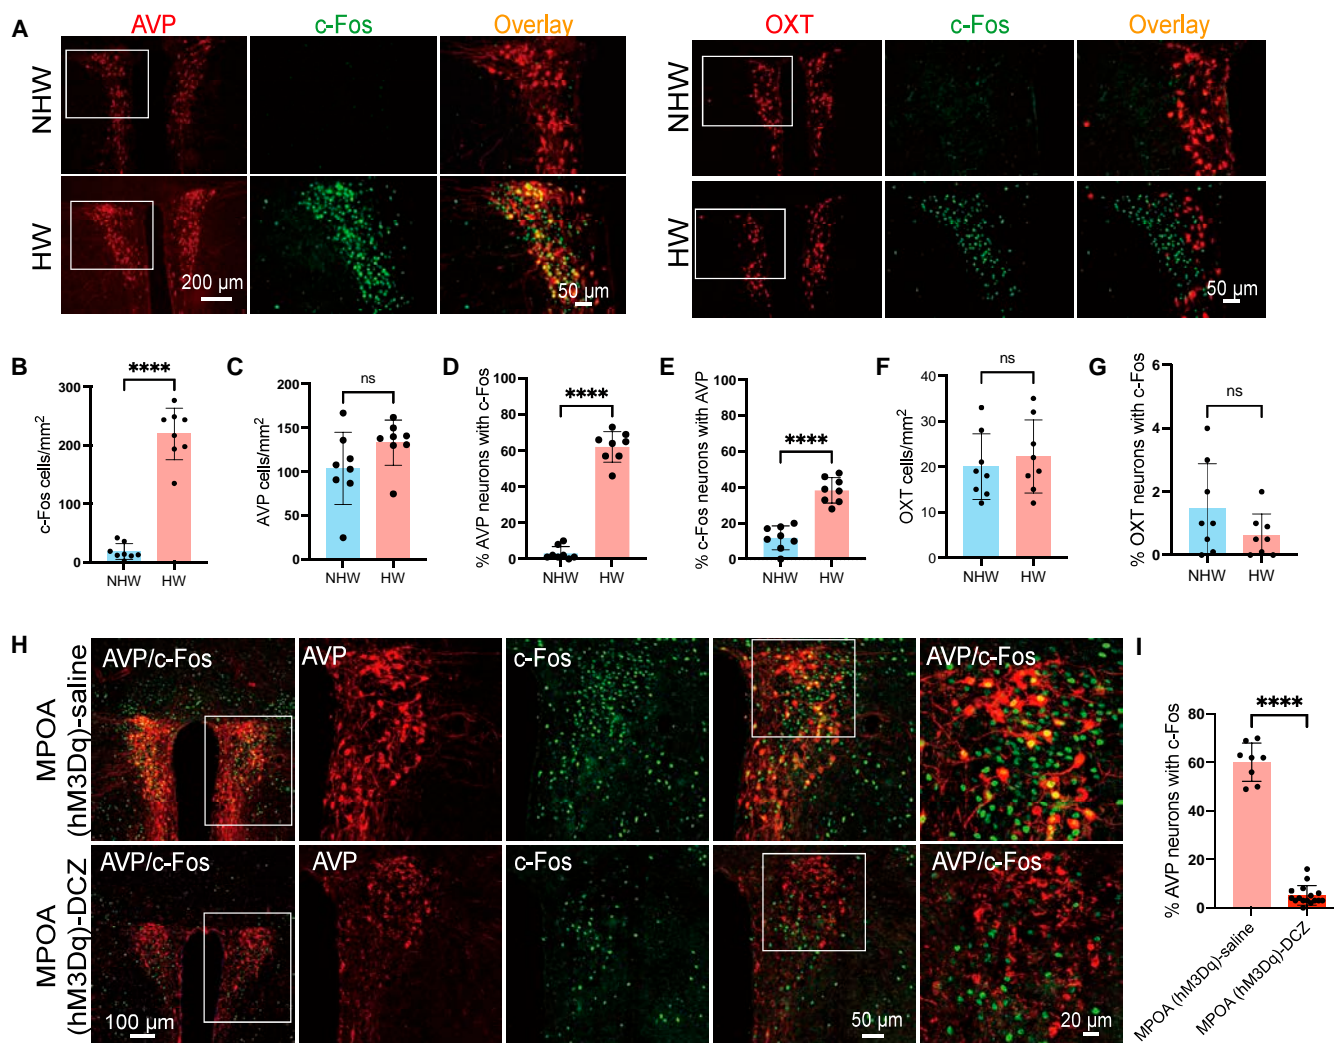 A
AVP
c-Fos
Overlay
OXT
c-Fos
Overlay
NHW
NHW
HW
HW
200 µm
50 µm
50 µm
B
c-Fos cells/mm²
300
200
100
0
****
NHW
HW
C
AVP cells/mm²
200
150
100
50
0
ns
NHW
HW
D
% AVP neurons with c-Fos
100
80
60
40
20
0
****
NHW
HW
E
% c-Fos neurons with AVP
100
80
60
40
20
0
****
NHW
HW
F
OXT cells/mm²
40
30
20
10
0
ns
NHW
HW
G
% OXT neurons with c-Fos
6
4
2
0
ns
NHW
HW
H
MPOA
(hM3Dq)-saline
AVP/c-Fos
AVP
c-Fos
AVP/c-Fos
MPOA
(hM3Dq)-DCZ
AVP/c-Fos
AVP
c-Fos
AVP/c-Fos
100 µm
50 µm
20 µm
I
% AVP neurons with c-Fos
80
60
40
20
0
****
MPOA (hM3Dq)-saline
MPOA (hM3Dq)-DCZ